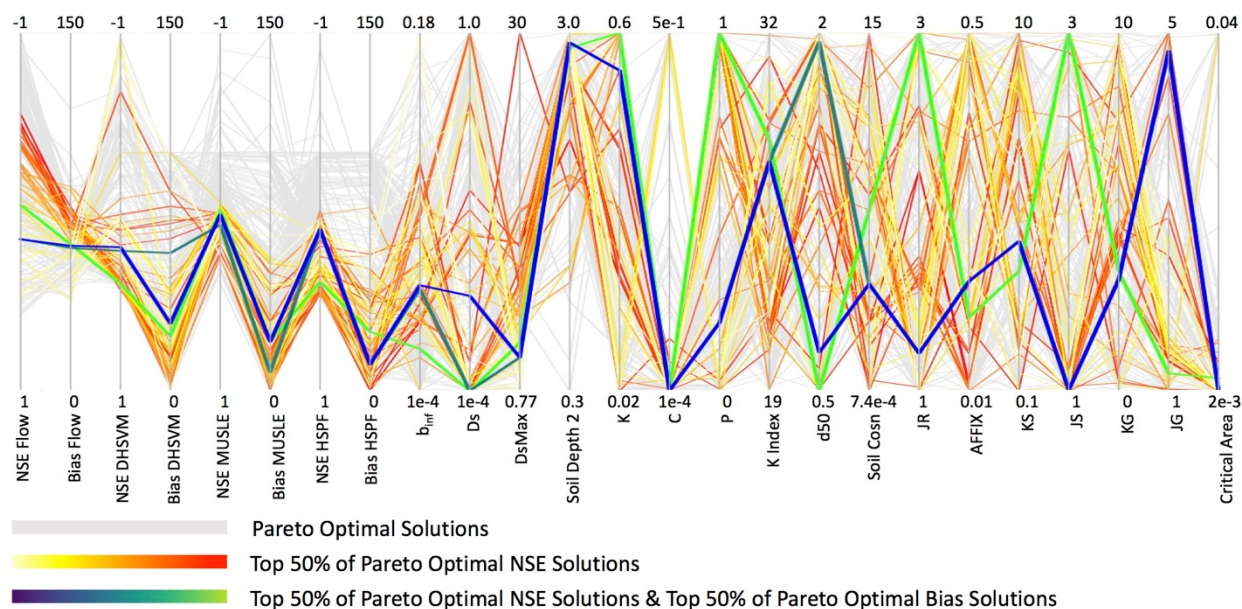 -1 150 -1 150 -1 150 -1 150 0.18 1.0 30 3.0 0.6 5e-1 1 32 2 15 3 0.5 10 3 10 5 0.04
1 0 1 0 1 0 1 0 1e-4 1e-4 0.77 0.3 0.02 1e-4 0 19 0.5 7.4e-4 1 0.01 0.1 1 0 1 2e-3
NSE Flow
Bias Flow
NSE DHSVM
Bias DHSVM
NSE MUSLE
Bias MUSLE
NSE HSPF
Bias HSPF
b inf
Ds
DsMax
Soil Depth 2
K
C
P
K Index
d50
Soil Cosn
JR
AFFIX
KS
JS
KG
JG
Critical Area
Pareto Optimal Solutions
Top 50% of Pareto Optimal NSE Solutions
Top 50% of Pareto Optimal NSE Solutions & Top 50% of Pareto Optimal Bias Solutions